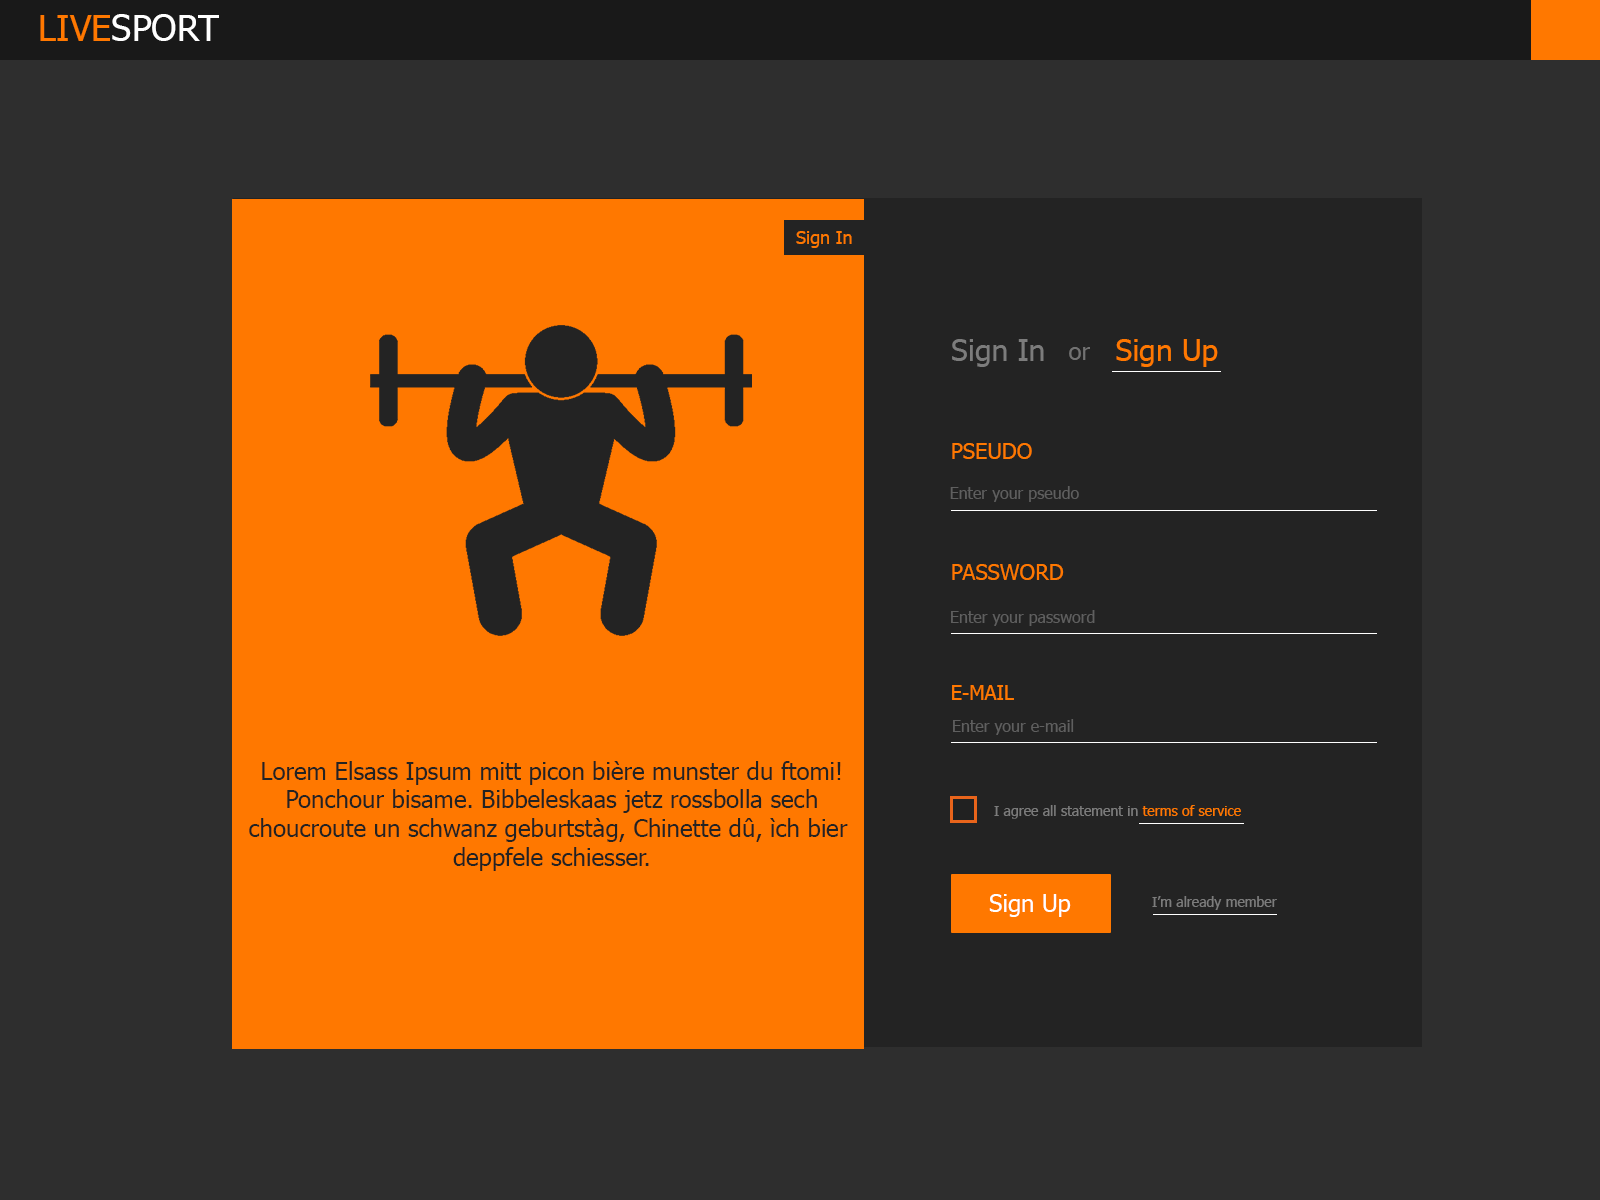 LIVESPORT
Sign In
Sign In or Sign Up
PSEUDO
Enter your pseudo
PASSWORD
Enter your password
E-MAIL
Enter your e-mail
I agree all statement in terms of service
Sign Up
I'm already member
Lorem Elsass Ipsum mitt picon bière munster du ftomi!
Ponchour bisame. Bibbeleskaas jetz rossbolla sech
choucroute un schwanz geburtstàg, Chinette dû, ìch bier
deppfele schiesser.